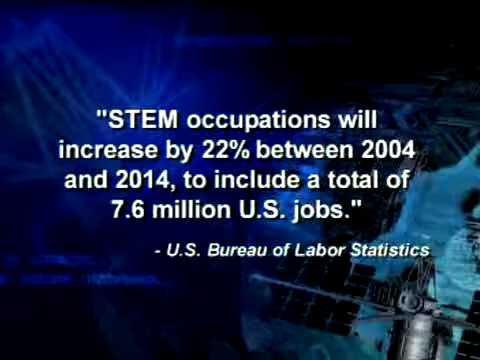 "STEM occupations will
increase by 22% between 2004
and 2014, to include a total of
7.6 million U.S. jobs."
- U.S. Bureau of Labor Statistics